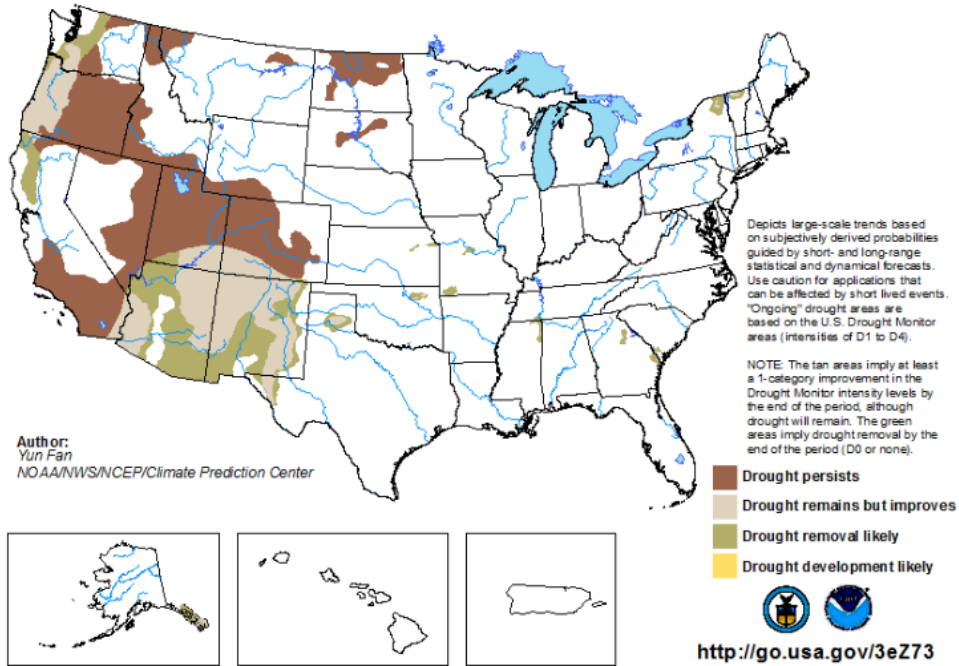 Depicts large-scale trends based
on subjectively derived probabilities
guided by short- and long-range
statistical and dynamical forecasts.
Use caution for applications that
can be affected by short lived events.
"Ongoing" drought areas are
based on the U.S. Drought Monitor
areas (intensities of D1 to D4).
NOTE: The tan areas imply at least
a 1-category improvement in the
Drought Monitor intensity levels by
the end of the period, although
drought will remain. The green
areas imply drought removal by the
end of the period (D0 or none).
Author:
Yun Fan
NOAA/NWS/NCEP/Climate Prediction Center
Drought persists
Drought remains but improves
Drought removal likely
Drought development likely
http://go.usa.gov/3eZ73